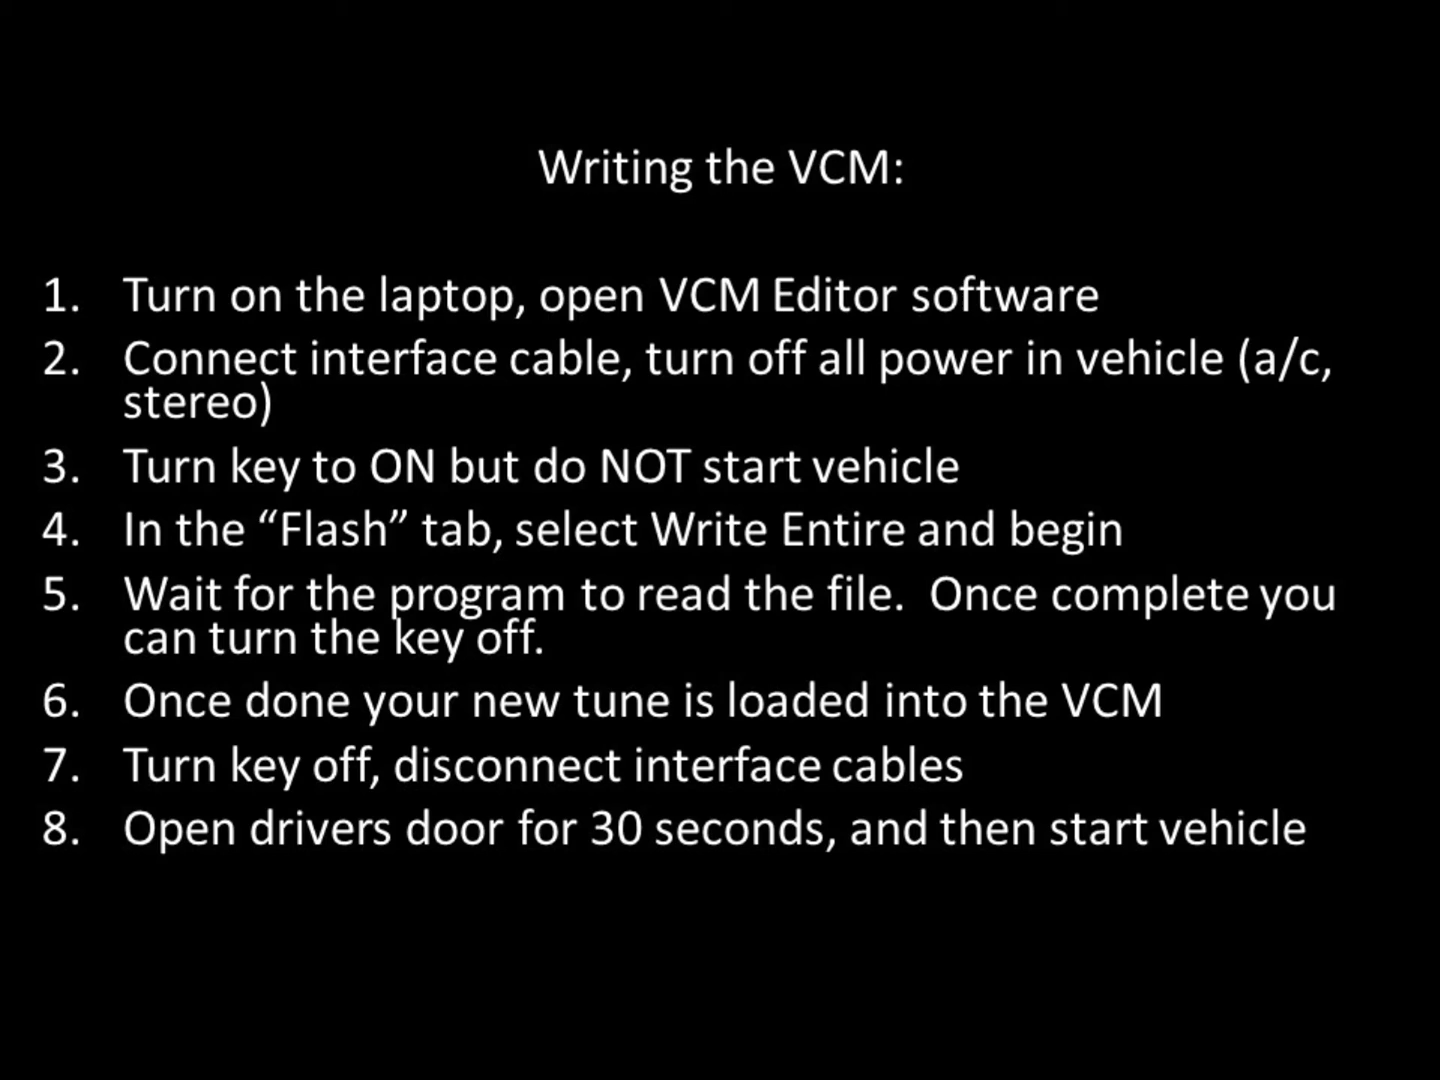 Writing the VCM:
1. Turn on the laptop, open VCM Editor software
2. Connect interface cable, turn off all power in vehicle (a/c,
stereo)
3. Turn key to ON but do NOT start vehicle
4. In the “Flash” tab, select Write Entire and begin
5. Wait for the program to read the file.  Once complete you
can turn the key off.
6. Once done your new tune is loaded into the VCM
7. Turn key off, disconnect interface cables
8. Open drivers door for 30 seconds, and then start vehicle